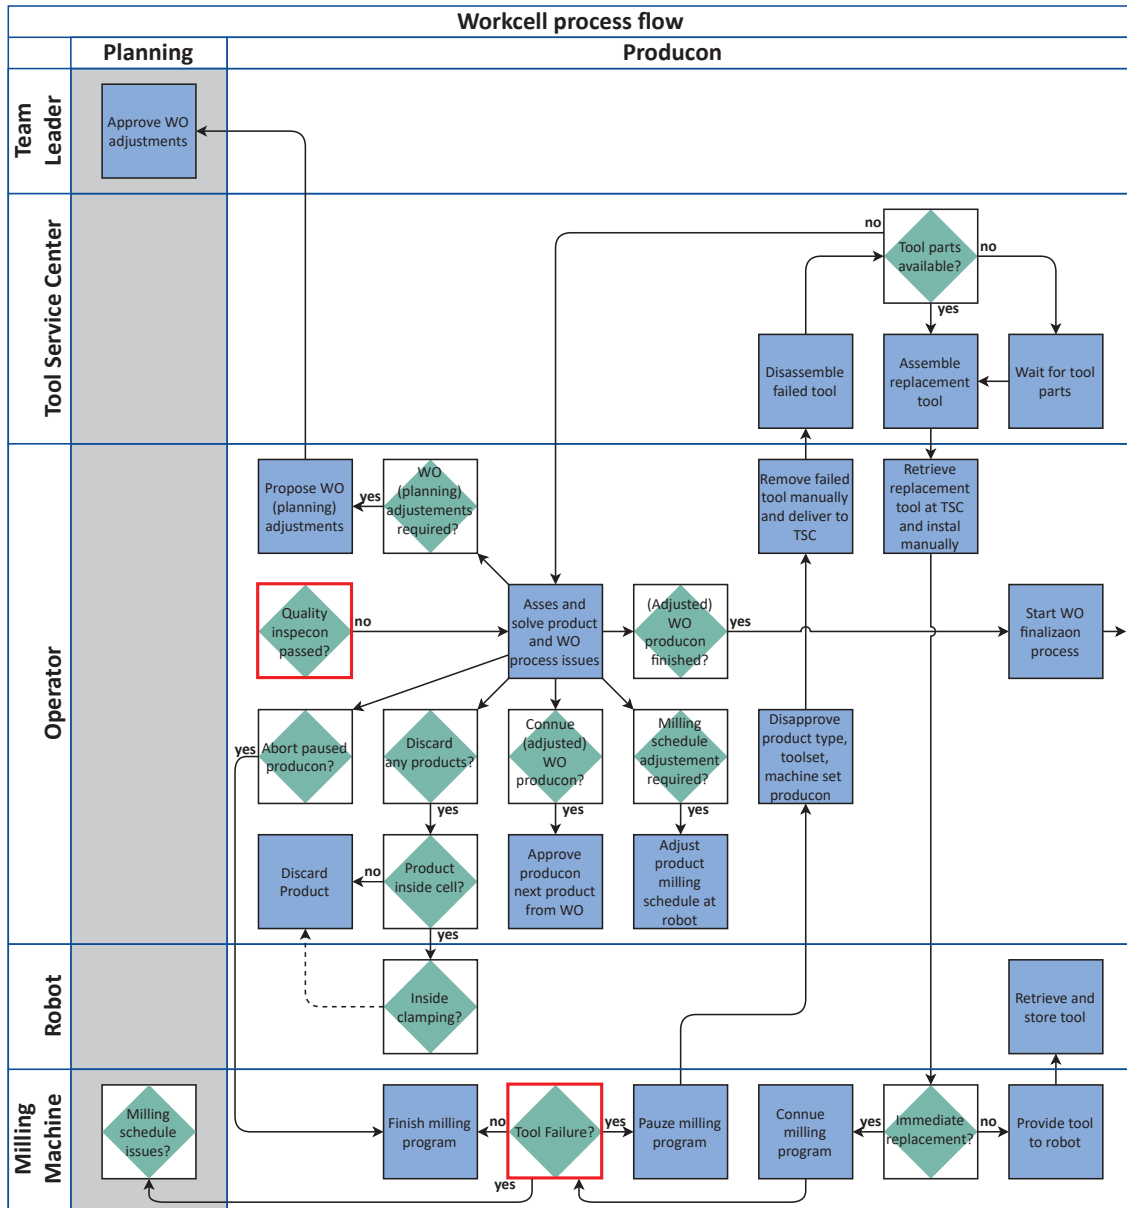 Workcell process flow
Planning
Producon
Team
Leader
Approve WO
adjustments
Tool Service Center
no
Tool parts
available?
no
yes
Disassemble
failed tool
Assemble
replacement
tool
Wait for tool
parts
Operator
Propose WO
(planning)
adjustments
yes
WO
(planning)
adjustements
required?
Remove failed
tool manually
and deliver to
TSC
Retrieve
replacement
tool at TSC
and instal
manually
Quality
inspecon
passed?
no
Asses and
solve product
and WO
process issues
(Adjusted)
WO
producon
finished?
yes
Start WO
finalizaon
process
yes
Abort paused
producon?
Discard
any products?
yes
Connue
(adjusted)
WO
producon?
yes
Milling
schedule
adjustement
required?
yes
Disapprove
product type,
toolset,
machine set
producon
Discard
Product
no
Product
inside cell?
yes
Approve
producon
next product
from WO
Adjust
product
milling
schedule at
robot
Robot
Inside
clamping?
Retrieve and
store tool
Milling
Machine
Milling
schedule
issues?
Finish milling
program
no
Tool Failure?
yes
yes
Pauze milling
program
Connue
milling
program
yes
Immediate
replacement?
no
Provide tool
to robot